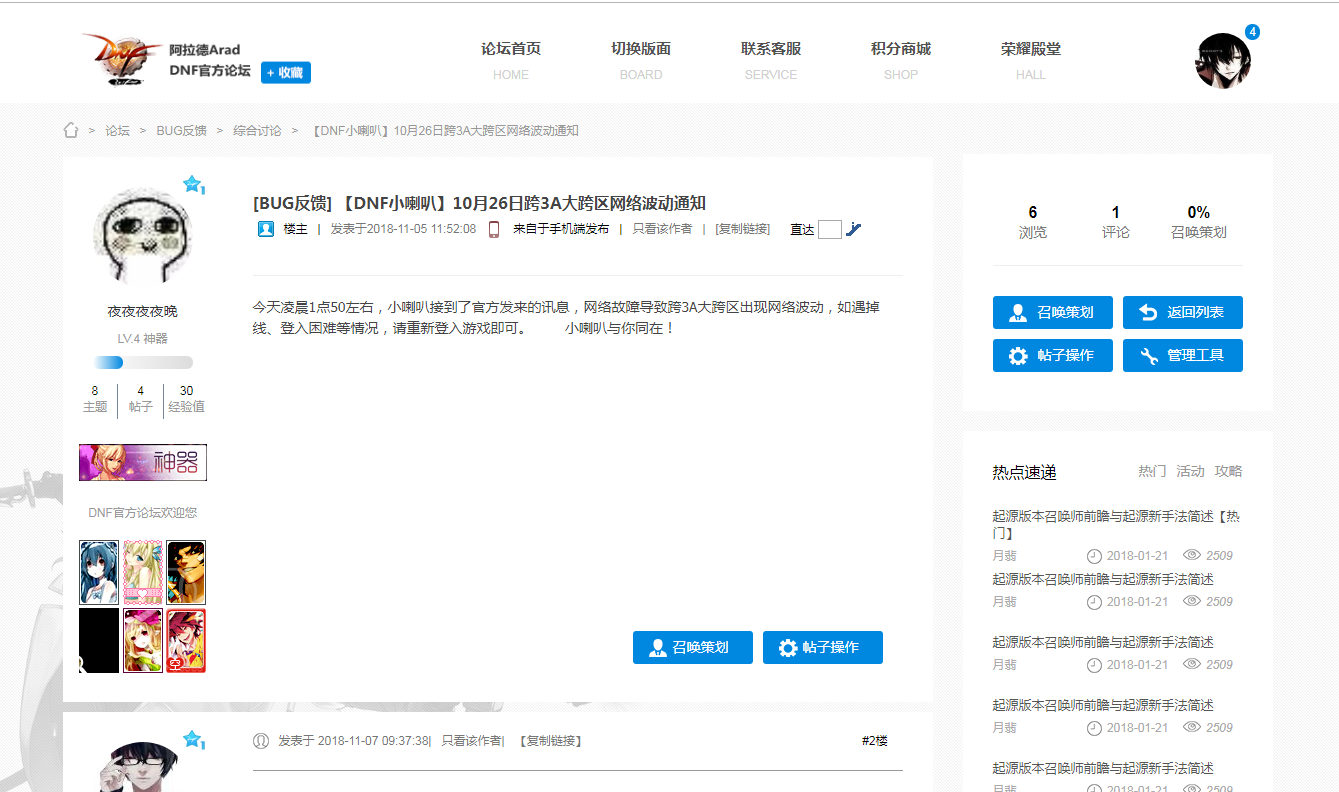 阿拉德Arad
DNF官方论坛
+ 收藏
论坛首页
HOME
切换版面
BOARD
联系客服
SERVICE
积分商城
SHOP
荣耀殿堂
HALL
4
> 论坛 > BUG反馈 > 综合讨论 > 【DNF小喇叭】10月26日跨3A大跨区网络波动通知
1
夜夜夜夜晚
LV.4 神器
8 4 30
主题 帖子 经验值
神器
DNF官方论坛欢迎您
空
[BUG反馈] 【DNF小喇叭】10月26日跨3A大跨区网络波动通知
楼主 | 发表于2018-11-05 11:52:08 来自于手机端发布 | 只看该作者 | [复制链接] 直达
今天凌晨1点50左右，小喇叭接到了官方发来的讯息，网络故障导致跨3A大跨区出现网络波动，如遇掉
线、登入困难等情况，请重新登入游戏即可。 小喇叭与你同在！
召唤策划 帖子操作
6 1 0%
浏览 评论 召唤策划
召唤策划 返回列表
帖子操作 管理工具
热点速递 热门 活动 攻略
起源版本召唤师前瞻与起源新手法简述【热
门】
月翡 2018-01-21 2509
起源版本召唤师前瞻与起源新手法简述
月翡 2018-01-21 2509
起源版本召唤师前瞻与起源新手法简述
月翡 2018-01-21 2509
起源版本召唤师前瞻与起源新手法简述
月翡 2018-01-21 2509
起源版本召唤师前瞻与起源新手法简述
月翡 2018-01-21 2509
1
发表于 2018-11-07 09:37:38| 只看该作者| 【复制链接】 #2楼